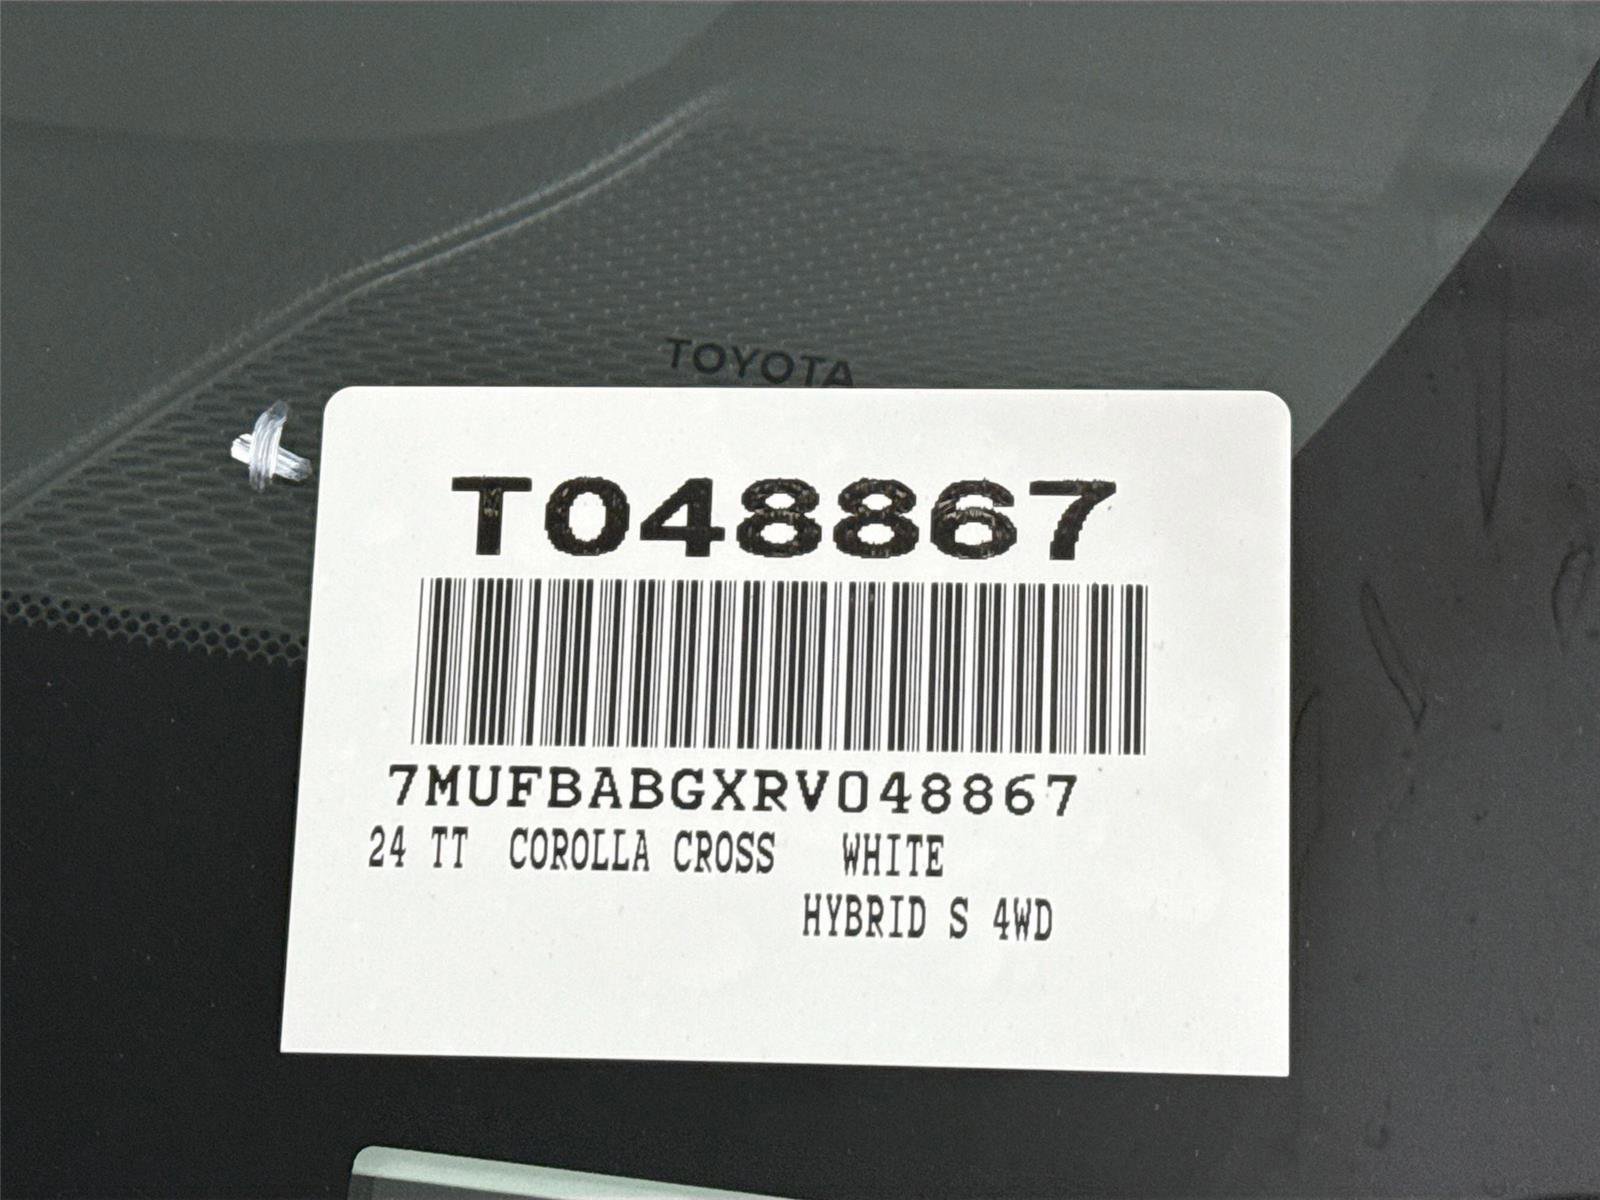 TOYOTA
T048867
7MUFBABGXRV048867
24 TT COROLLA CROSS WHITE
HYBRID S 4WD